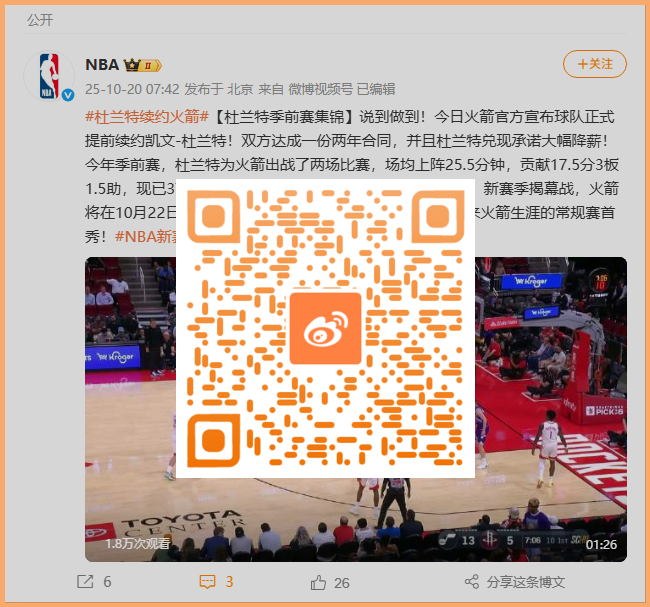 公开
NBA II
+关注
25-10-20 07:42 发布于 北京 来自 微博视频号 已编辑
#杜兰特续约火箭#【杜兰特季前赛集锦】说到做到！今日火箭官方宣布球队正式
提前续约凯文-杜兰特！双方达成一份两年合同，并且杜兰特兑现承诺大幅降薪！
今年季前赛，杜兰特为火箭出战了两场比赛，场均上阵25.5分钟，贡献17.5分3板
1.5助，现已3 新赛季揭幕战，火箭
将在10月22日 火箭生涯的常规赛首
秀！#NBA新
Kroger
Kroger
Kroger
PICK6
ROCKETS
TOYOTA
CENTER
1.8万次观看
13 5 7:06 1st
01:26
6
3
26
分享这条博文